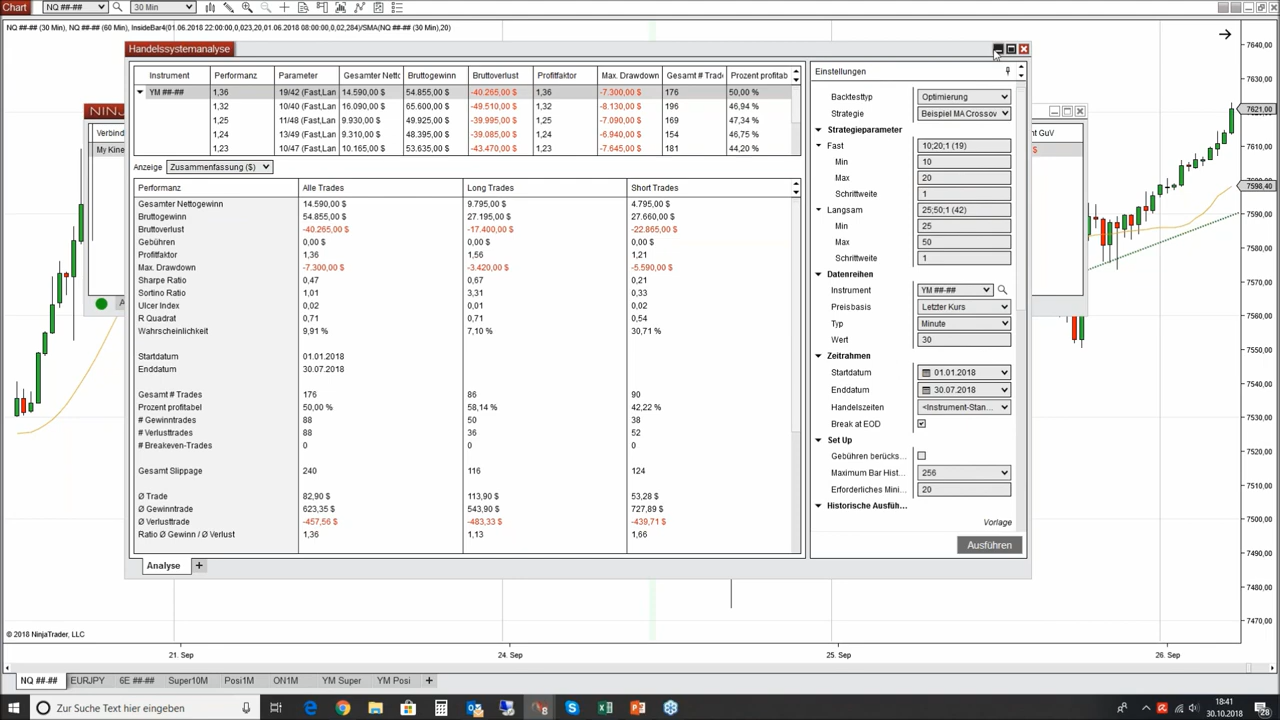 Chart NQ ##-## 30 Min
NQ ##-## (30 Min), NQ ##-## (60 Min), InsideBar4(01.06.2018 22:00:00,0,023,20,01.06.2018 08:00:00,0,02,284)/SMA(NQ ##-## (30 Min),20)
Handelssystemanalyse
Instrument Performanz Parameter Gesamter Nettc Bruttogewinn Bruttoverlust Profitfaktor Max. Drawdown Gesamt # Trade Prozent profitab
YM ##-## 1,36 19/42 (Fast,Lan 14.590,00 $ 54.855,00 $ -40.265,00 $ 1,36 -7.300,00 $ 176 50,00 %
1,32 10/40 (Fast,Lan 16.090,00 $ 65.600,00 $ -49.510,00 $ 1,32 -8.130,00 $ 196 46,94 %
1,25 11/48 (Fast,Lan 9.930,00 $ 49.925,00 $ -39.995,00 $ 1,25 -7.090,00 $ 169 47,34 %
1,24 13/49 (Fast,Lan 9.310,00 $ 48.395,00 $ -39.085,00 $ 1,24 -6.940,00 $ 154 46,75 %
1,23 10/47 (Fast,Lan 10.165,00 $ 53.635,00 $ -43.470,00 $ 1,23 -7.645,00 $ 181 44,20 %
Anzeige Zusammenfassung ($)
Performanz Alle Trades Long Trades Short Trades
Gesamter Nettogewinn 14.590,00 $ 9.795,00 $ 4.795,00 $
Bruttogewinn 54.855,00 $ 27.195,00 $ 27.660,00 $
Bruttoverlust -40.265,00 $ -17.400,00 $ -22.865,00 $
Gebühren 0,00 $ 0,00 $ 0,00 $
Profitfaktor 1,36 1,56 1,21
Max. Drawdown -7.300,00 $ -3.420,00 $ -5.590,00 $
Sharpe Ratio 0,47 0,67 0,21
Sortino Ratio 1,01 3,31 0,33
Ulcer Index 0,02 0,01 0,02
R Quadrat 0,71 0,71 0,54
Wahrscheinlichkeit 9,91 % 7,10 % 30,71 %
Startdatum 01.01.2018
Enddatum 30.07.2018
Gesamt # Trades 176 86 90
Prozent profitabel 50,00 % 58,14 % 42,22 %
# Gewinntrades 88 50 38
# Verlusttrades 88 36 52
# Breakeven-Trades 0 0 0
Gesamt Slippage 240 116 124
Ø Trade 82,90 $ 113,90 $ 53,28 $
Ø Gewinntrade 623,35 $ 543,90 $ 727,89 $
Ø Verlusttrade -457,56 $ -483,33 $ -439,71 $
Ratio Ø Gewinn / Ø Verlust 1,36 1,13 1,66
Analyse +
Einstellungen
Backtesttyp Optimierung
Strategie Beispiel MA Crossov
Strategieparameter
Fast 10;20;1 (19)
Min 10
Max 20
Schrittweite 1
Langsam 25;50;1 (42)
Min 25
Max 50
Schrittweite 1
Datenreihen
Instrument YM ##-##
Preisbasis Letzter Kurs
Typ Minute
Wert 30
Zeitrahmen
Startdatum 01.01.2018
Enddatum 30.07.2018
Handelszeiten <Instrument-Stan...
Break at EOD
Set Up
Gebühren berücks...
Maximum Bar Hist... 256
Erforderliches Mini... 20
Historische Ausfüh...
Vorlage
Ausführen
NINJ
Verbind
My Kine
A
nt GuV
$
7640,00
7630,00
7621,00
7610,00
7600,00
7598,40
7590,00
7580,00
7570,00
7560,00
7550,00
7540,00
7530,00
7520,00
7510,00
7500,00
7490,00
7480,00
7470,00
© 2018 NinjaTrader, LLC
21. Sep 24. Sep 25. Sep 26. Sep
NQ ##-## EURJPY 6E ##-## Super10M Posi1M ON1M YM Super YM Posi +
Zur Suche Text hier eingeben
18:41
30.10.2018
28